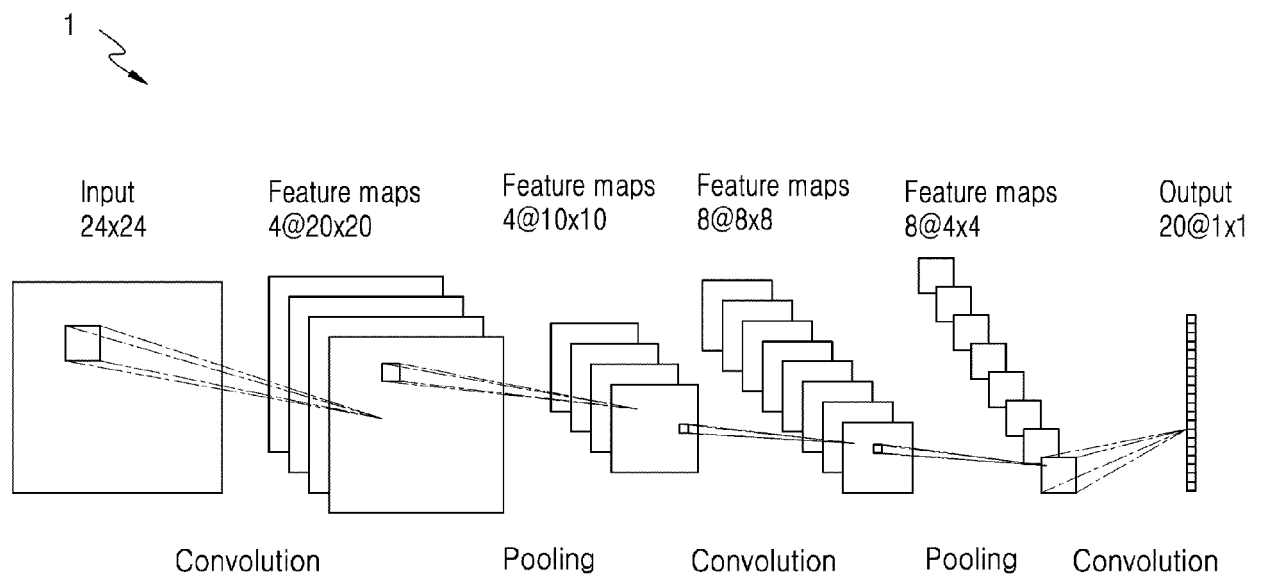 1
Input
24x24
Feature maps
4@20x20
Feature maps
4@10x10
Feature maps
8@8x8
Feature maps
8@4x4
Output
20@1x1
Convolution
Pooling
Convolution
Pooling
Convolution